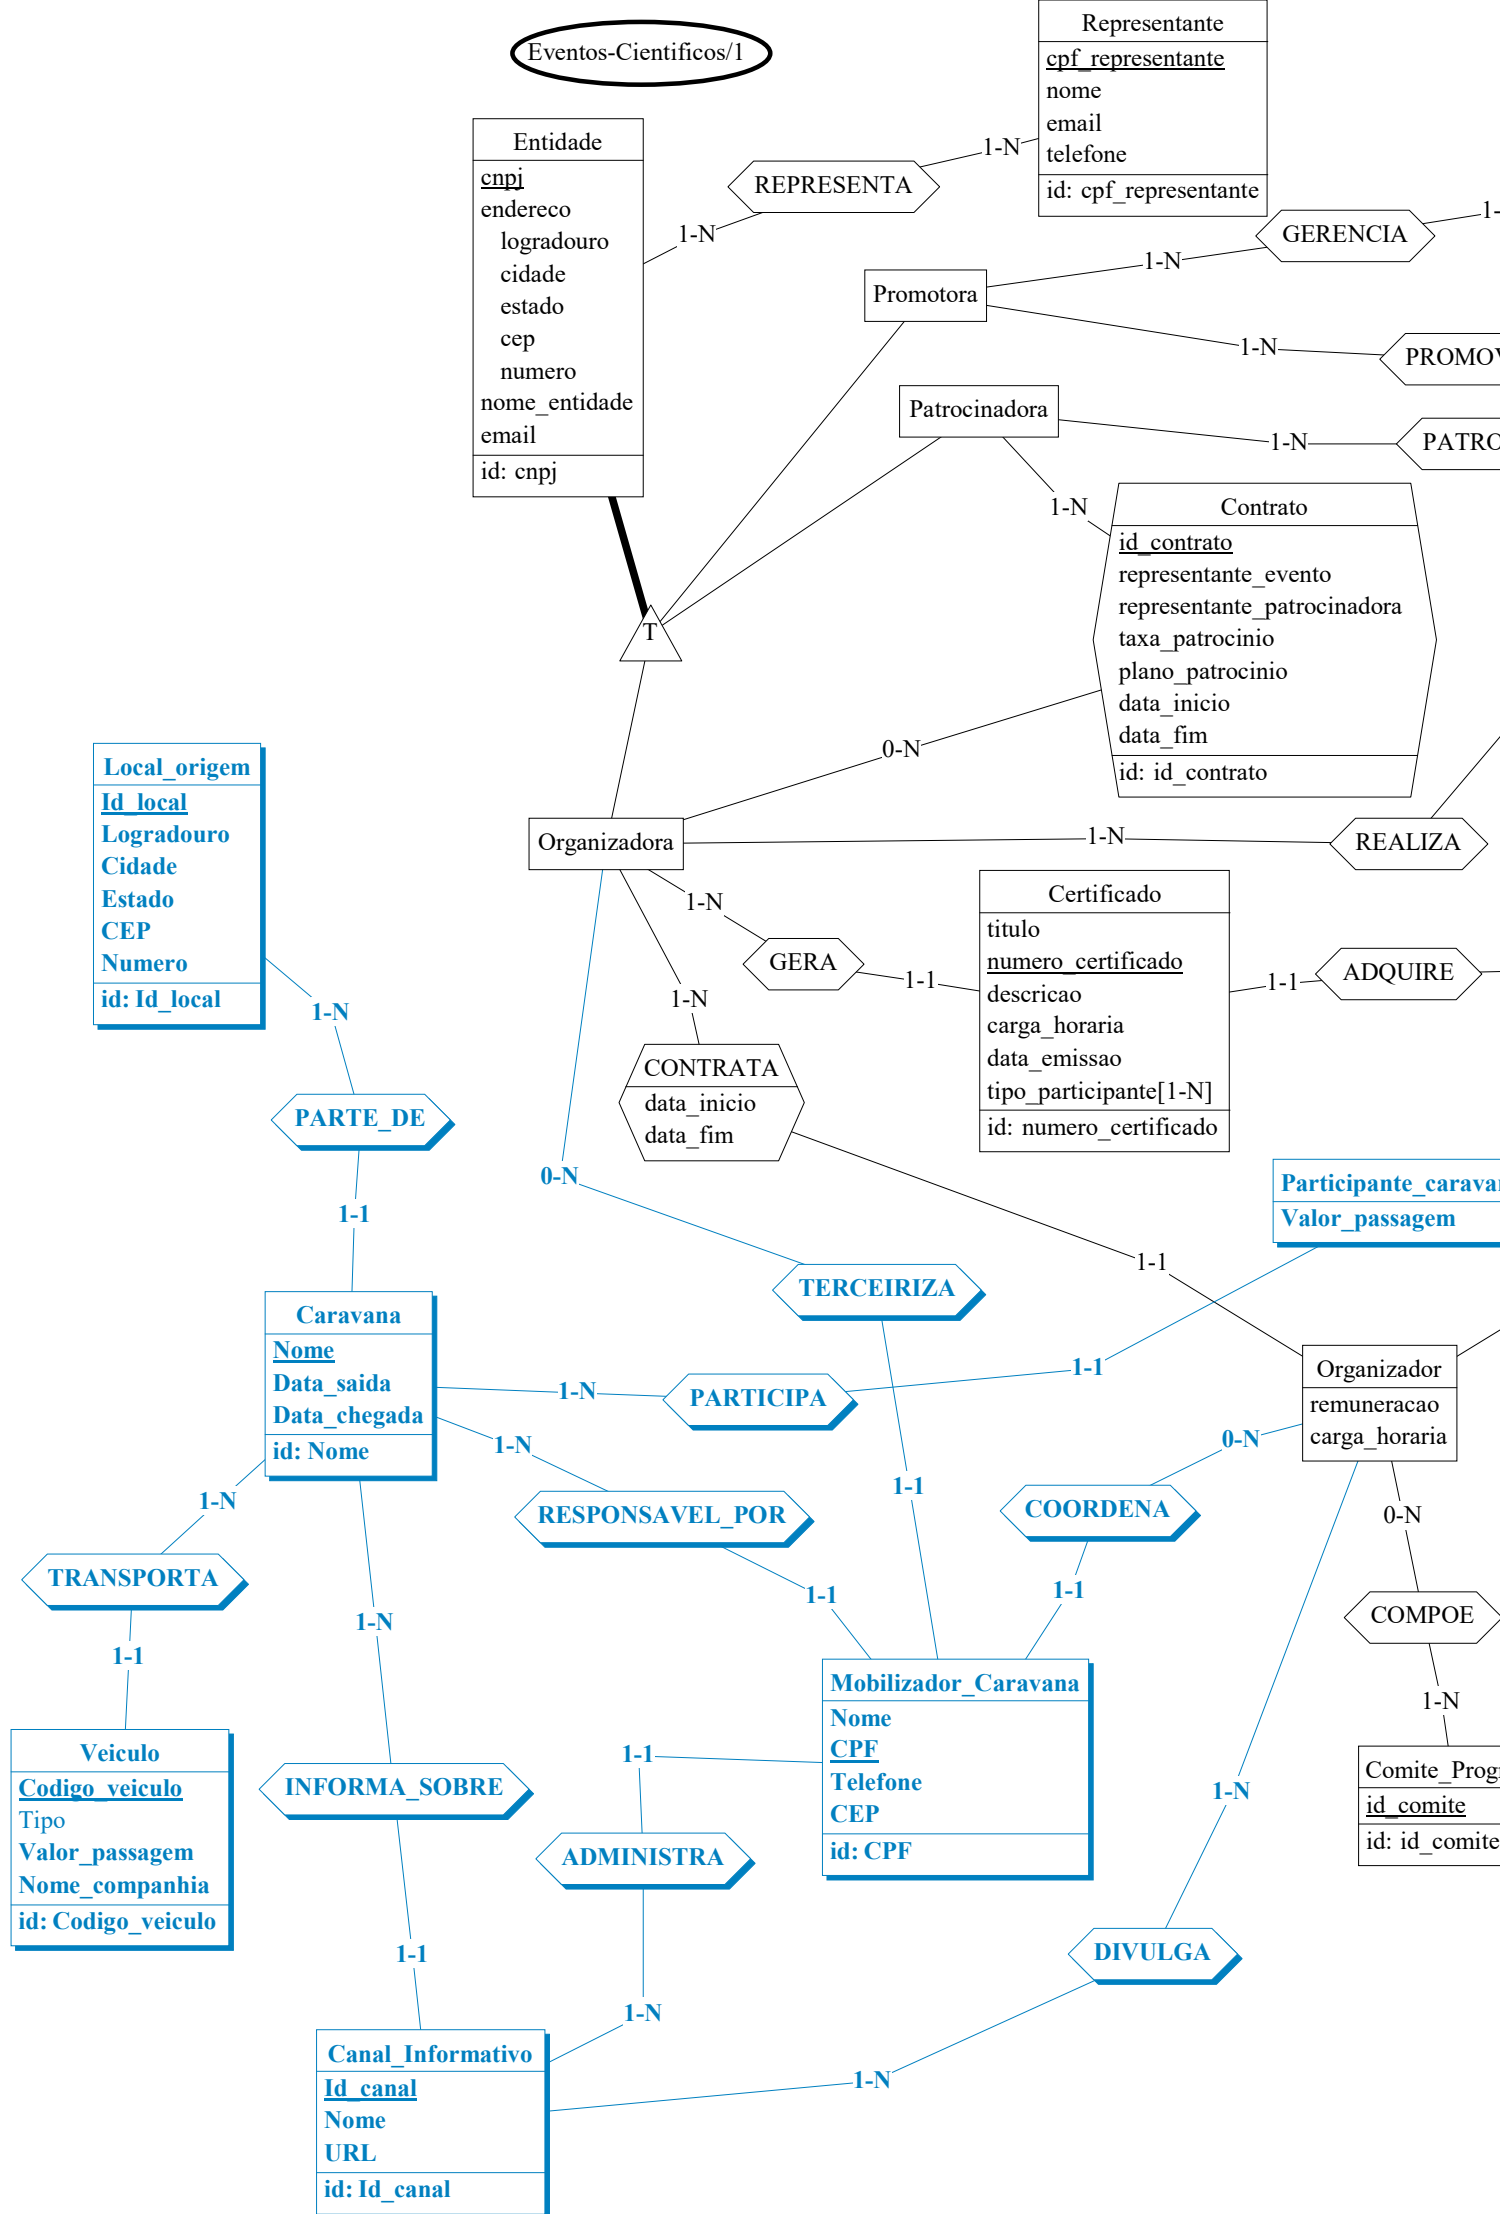 Eventos-Cientificos/1
Representante
cpf_representante
nome
email
telefone
id: cpf_representante
Entidade
cnpj
endereco
logradouro
cidade
estado
cep
numero
nome_entidade
email
id: cnpj
1-N
REPRESENTA
1-N
GERENCIA
1-
1-N
Promotora
1-N
PROMOV
Patrocinadora
1-N
PATRO
1-N
Contrato
id_contrato
representante_evento
representante_patrocinadora
taxa_patrocinio
plano_patrocinio
data_inicio
data_fim
id: id_contrato
T
0-N
Organizadora
1-N
REALIZA
Local_origem
Id_local
Logradouro
Cidade
Estado
CEP
Numero
id: Id_local
1-N
GERA
1-1
Certificado
titulo
numero_certificado
descricao
carga_horaria
data_emissao
tipo_participante[1-N]
id: numero_certificado
1-1
ADQUIRE
1-N
1-N
CONTRATA
data_inicio
data_fim
PARTE_DE
0-N
1-1
Participante_carava
Valor_passagem
1-1
TERCEIRIZA
Caravana
Nome
Data_saida
Data_chegada
id: Nome
1-N
PARTICIPA
1-1
Organizador
remuneracao
carga_horaria
1-N
0-N
1-N
RESPONSAVEL_POR
1-1
COORDENA
0-N
TRANSPORTA
1-N
1-1
1-1
COMPOE
1-1
1-N
Mobilizador_Caravana
Nome
CPF
Telefone
CEP
id: CPF
Veiculo
Codigo_veiculo
Tipo
Valor_passagem
Nome_companhia
id: Codigo_veiculo
INFORMA_SOBRE
1-1
ADMINISTRA
1-N
Comite_Prog
id_comite
id: id_comite
1-1
DIVULGA
1-N
Canal_Informativo
Id_canal
Nome
URL
id: Id_canal
1-N